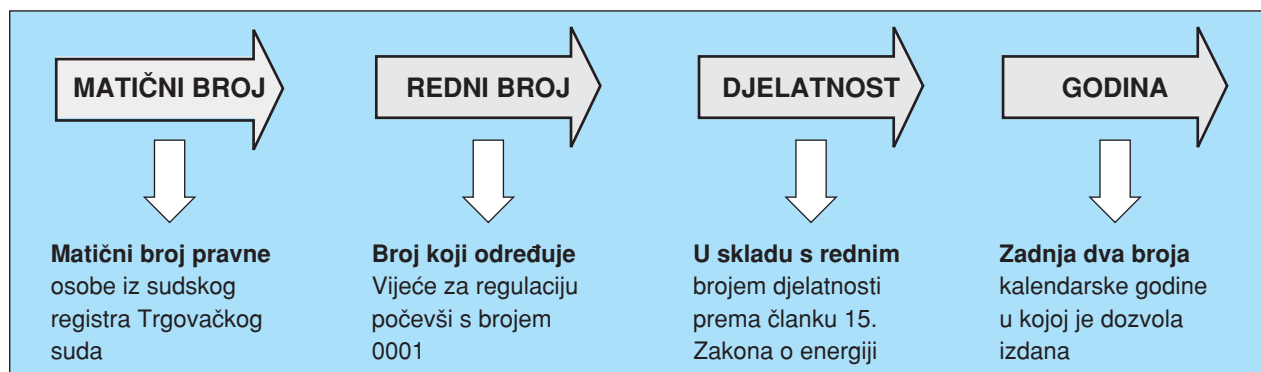 MATIČNI BROJ
REDNI BROJ
DJELATNOST
GODINA
Matični broj pravne
osobe iz sudskog
registra Trgovačkog
suda
Broj koji određuje
Vijeće za regulaciju
počevši s brojem
0001
U skladu s rednim
brojem djelatnosti
prema članku 15.
Zakona o energiji
Zadnja dva broja
kalendarske godine
u kojoj je dozvola
izdana